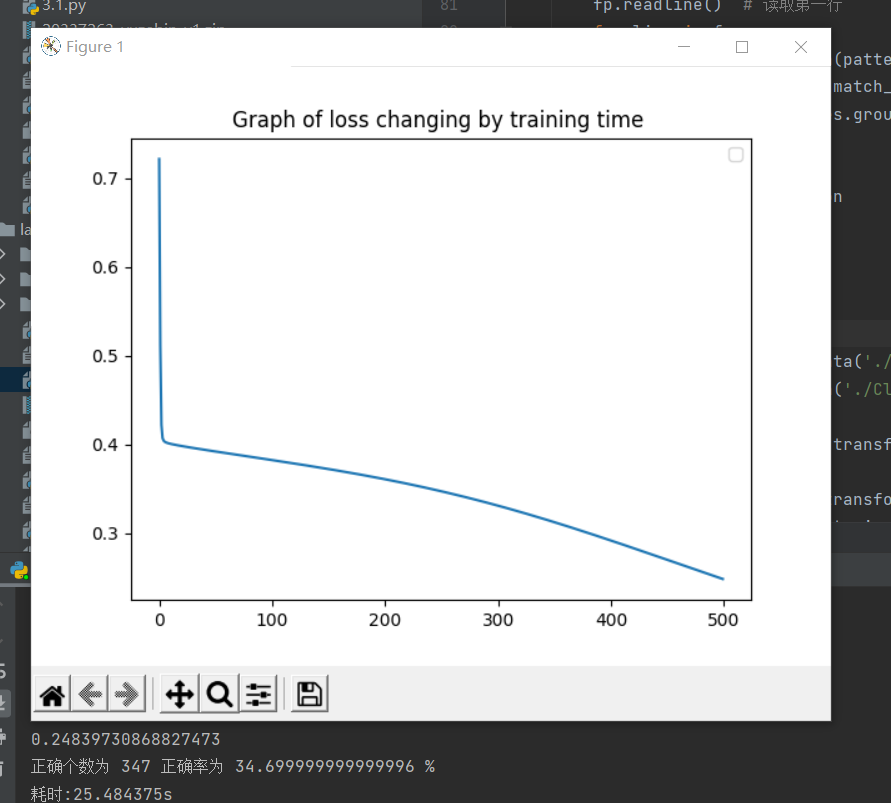 3.1.py
81
fp.readline() # 读取第一行
Figure 1
(patte
match_
s.grou
Graph of loss changing by training time
0.7
n
la
0.6
0.5
ta('./
('./Cl
0.4
transf
ransfo
0.3
0 100 200 300 400 500
0.24839730868827473
正确个数为 347 正确率为 34.699999999999996 %
耗时:25.484375s